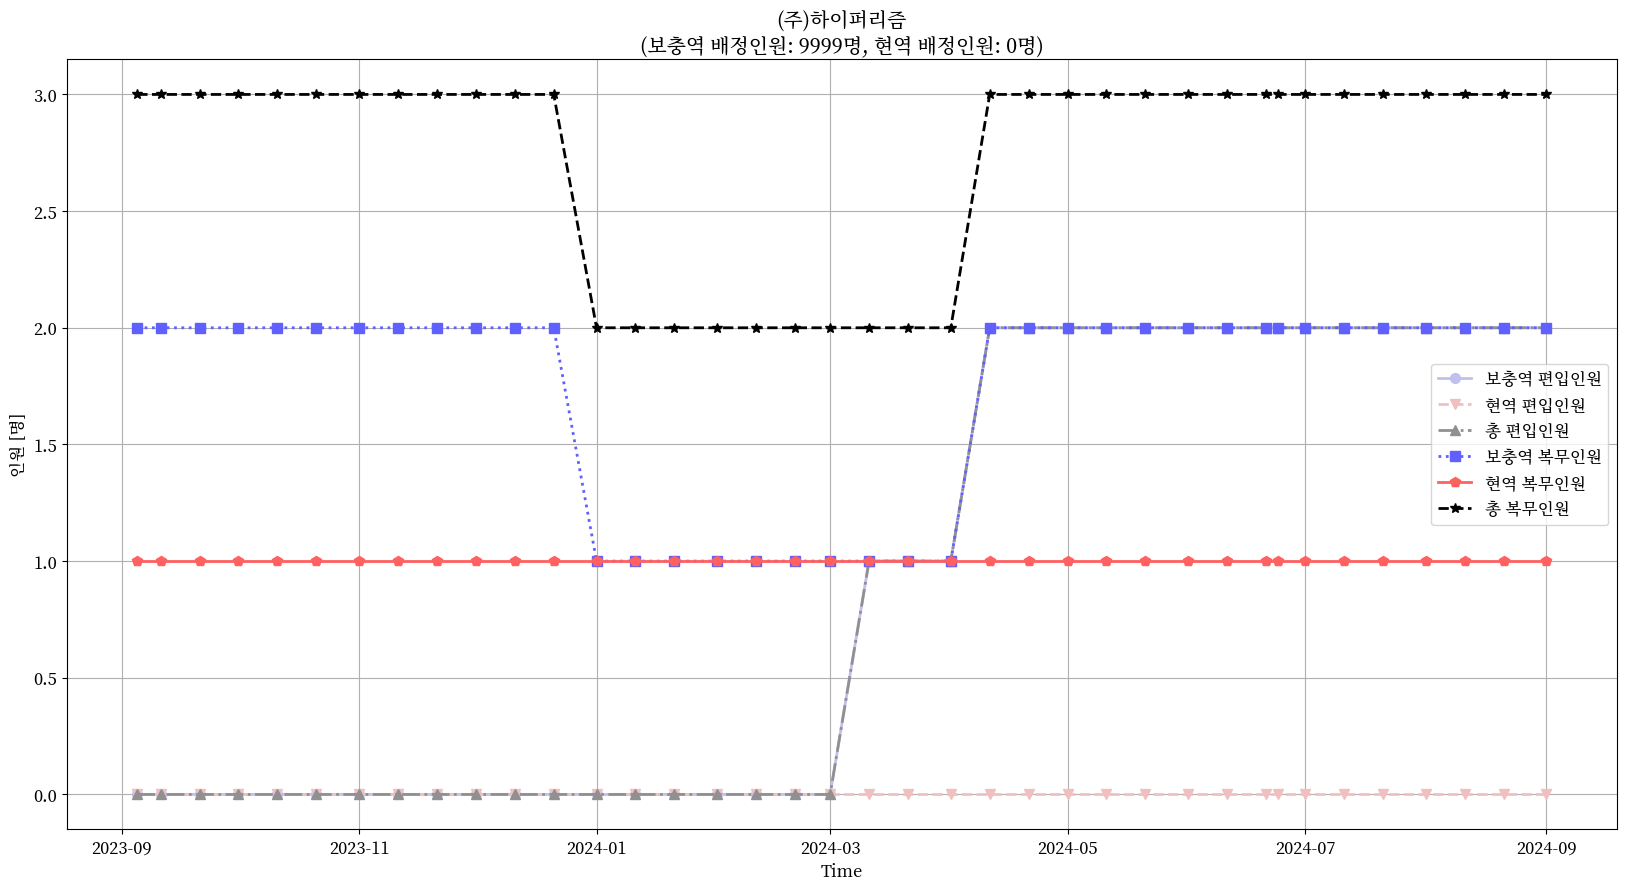 (주)하이퍼리즘
(보충역 배정인원: 9999명, 현역 배정인원: 0명)
인원 [명]
3.0
2.5
2.0
1.5
1.0
0.5
0.0
보충역 편입인원
현역 편입인원
총 편입인원
보충역 복무인원
현역 복무인원
총 복무인원
2023-09 2023-11 2024-01 2024-03 2024-05 2024-07 2024-09
Time